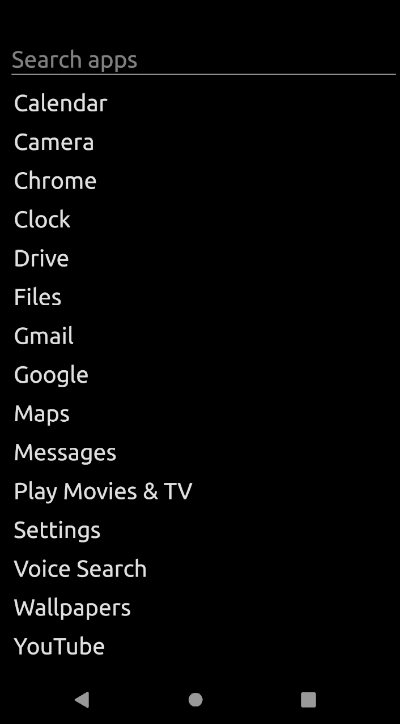 Search apps
Calendar
Camera
Chrome
Clock
Drive
Files
Gmail
Google
Maps
Messages
Play Movies & TV
Settings
Voice Search
Wallpapers
YouTube